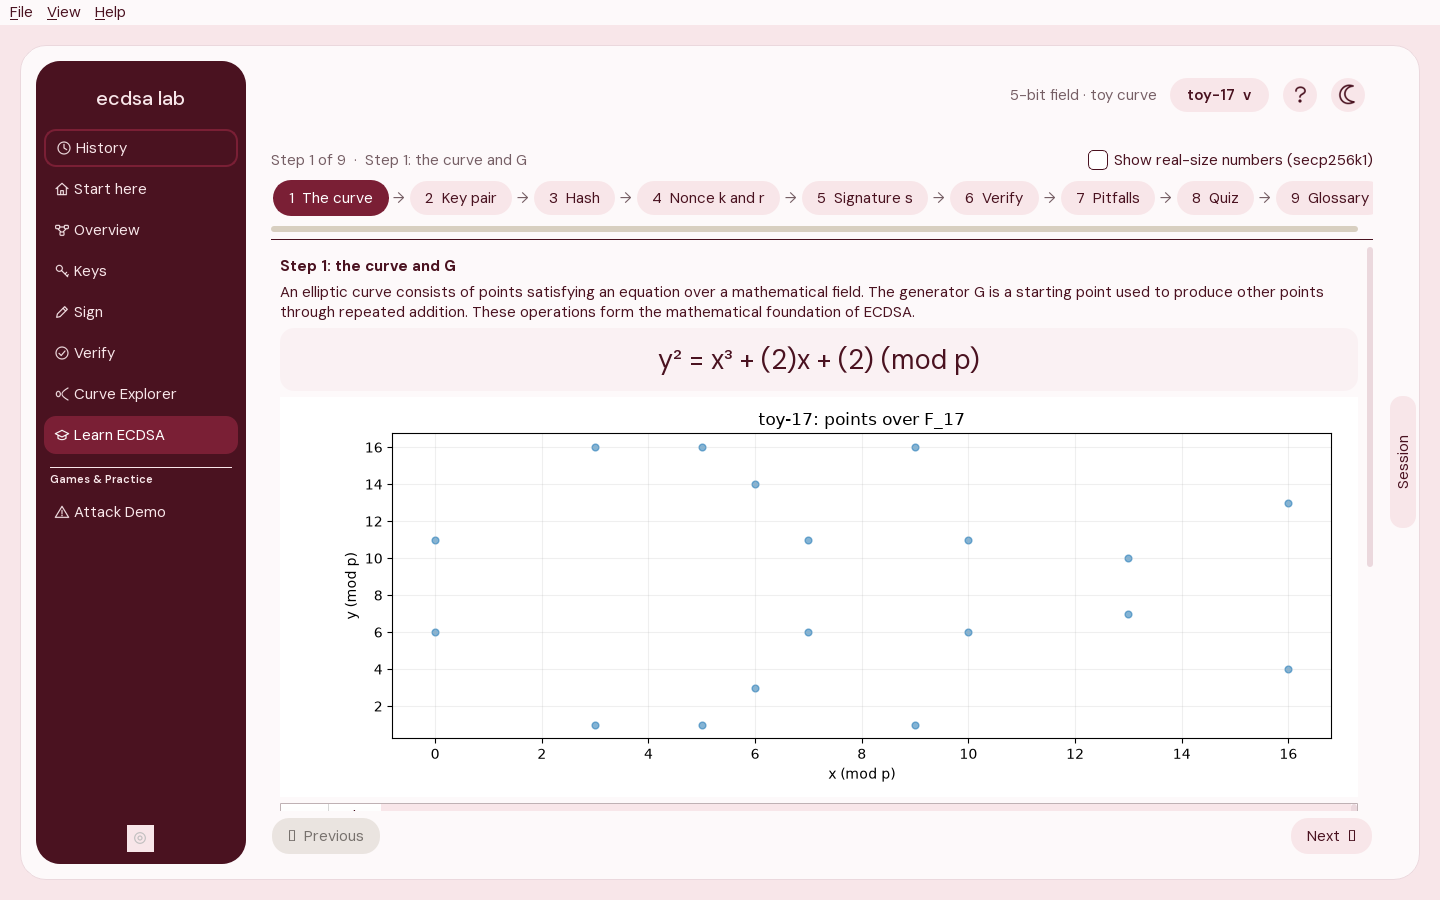 File View Help
ecdsa lab
History
Start here
Overview
Keys
Sign
Verify
Curve Explorer
Learn ECDSA
Games & Practice
Attack Demo
5-bit field · toy curve toy-17 v ?
Step 1 of 9 · Step 1: the curve and G
Show real-size numbers (secp256k1)
1 The curve → 2 Key pair → 3 Hash → 4 Nonce k and r → 5 Signature s → 6 Verify → 7 Pitfalls → 8 Quiz → 9 Glossary
Step 1: the curve and G
An elliptic curve consists of points satisfying an equation over a mathematical field. The generator G is a starting point used to produce other points
through repeated addition. These operations form the mathematical foundation of ECDSA.
y² = x³ + (2)x + (2) (mod p)
toy-17: points over F_17
16
14
12
10
8
6
4
2
y (mod p)
0 2 4 6 8 10 12 14 16
x (mod p)
Previous
Next
Session